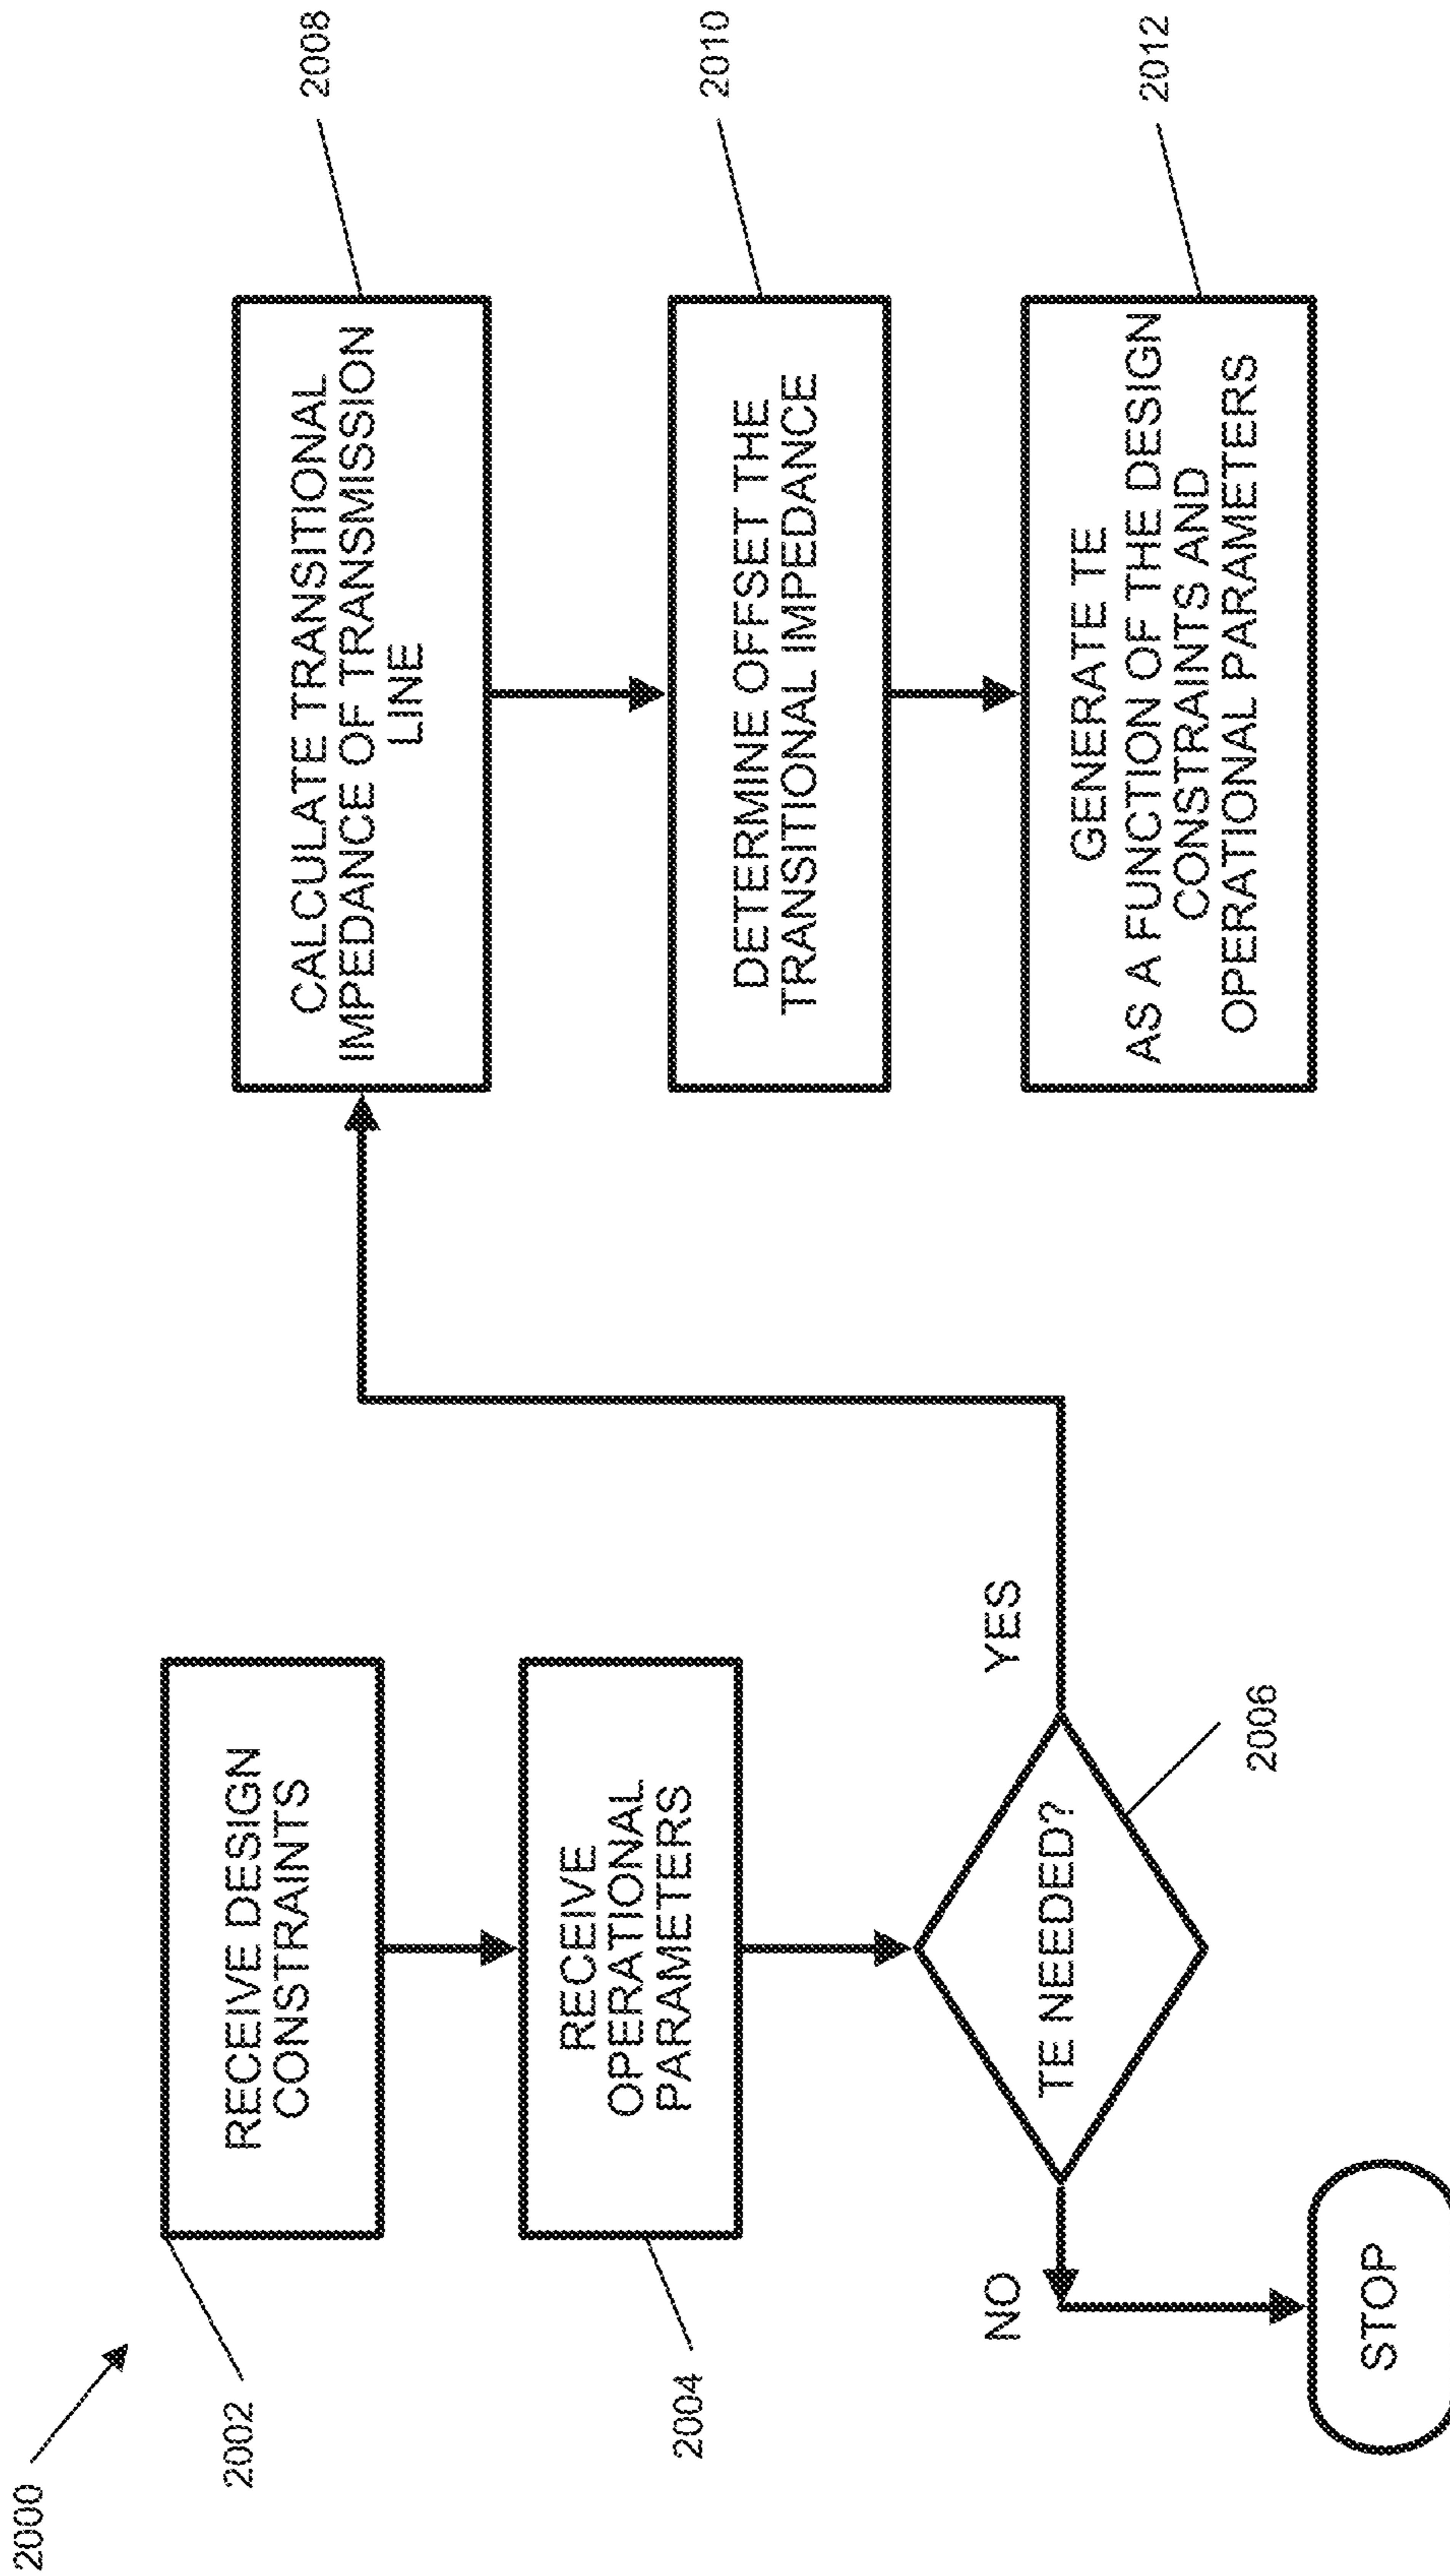 2000
2002
RECEIVE DESIGN
CONSTRAINTS
2004
RECEIVE
OPERATIONAL
PARAMETERS
TE NEEDED?
2006
NO
YES
STOP
CALCULATE TRANSITIONAL
IMPEDANCE OF TRANSMISSION
LINE
2008
DETERMINE OFFSET THE
TRANSITIONAL IMPEDANCE
2010
GENERATE TE
AS A FUNCTION OF THE DESIGN
CONSTRAINTS AND
OPERATIONAL PARAMETERS
2012